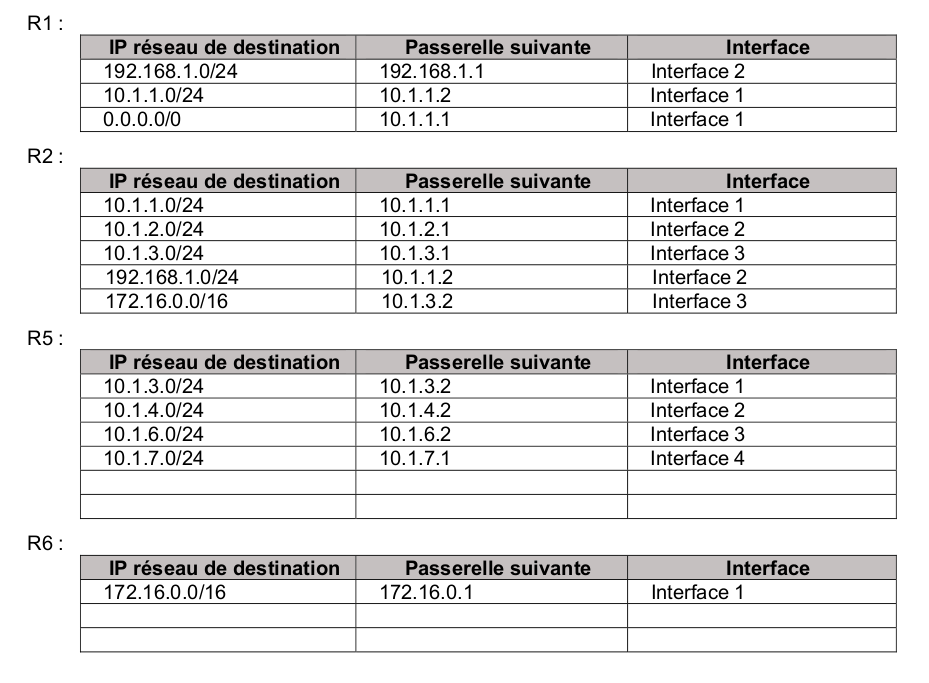 R1 :
IP réseau de destination Passerelle suivante Interface
192.168.1.0/24 192.168.1.1 Interface 2
10.1.1.0/24 10.1.1.2 Interface 1
0.0.0.0/0 10.1.1.1 Interface 1
R2 :
IP réseau de destination Passerelle suivante Interface
10.1.1.0/24 10.1.1.1 Interface 1
10.1.2.0/24 10.1.2.1 Interface 2
10.1.3.0/24 10.1.3.1 Interface 3
192.168.1.0/24 10.1.1.2 Interface 2
172.16.0.0/16 10.1.3.2 Interface 3
R5 :
IP réseau de destination Passerelle suivante Interface
10.1.3.0/24 10.1.3.2 Interface 1
10.1.4.0/24 10.1.4.2 Interface 2
10.1.6.0/24 10.1.6.2 Interface 3
10.1.7.0/24 10.1.7.1 Interface 4
R6 :
IP réseau de destination Passerelle suivante Interface
172.16.0.0/16 172.16.0.1 Interface 1